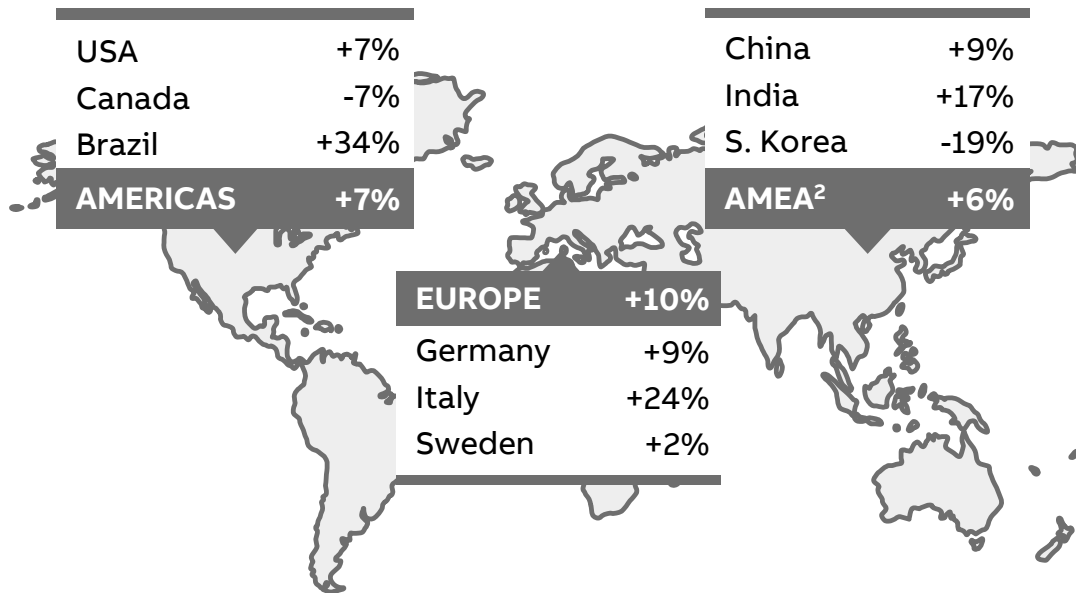 USA +7%
Canada -7%
Brazil +34%
AMERICAS +7%
China +9%
India +17%
S. Korea -19%
AMEA² +6%
EUROPE +10%
Germany +9%
Italy +24%
Sweden +2%